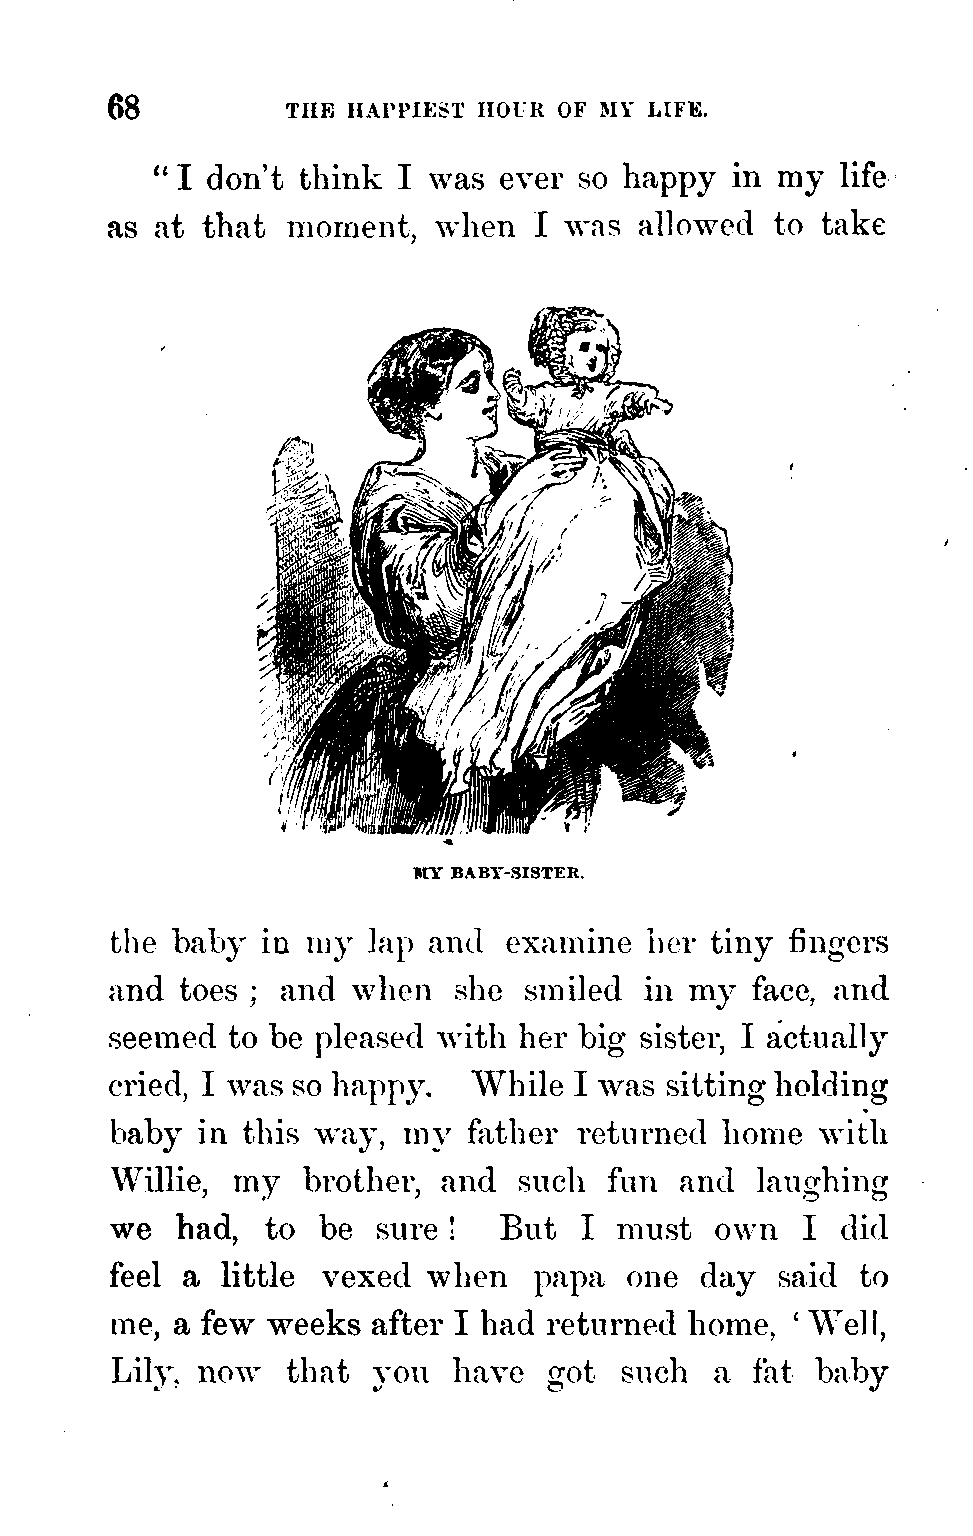 68 THE HAPPIEST HOUR OF MY LIFE.
"I don't think I was ever so happy in my life
as at that moment, when I was allowed to take
MY BABY-SISTER.
the baby in my lap and examine her tiny fingers
and toes; and when she smiled in my face, and
seemed to be pleased with her big sister, I actually
cried, I was so happy. While I was sitting holding
baby in this way, my father returned home with
Willie, my brother, and such fun and laughing
we had, to be sure! But I must own I did
feel a little vexed when papa one day said to
me, a few weeks after I had returned home, 'Well,
Lily, now that you have got such a fat baby